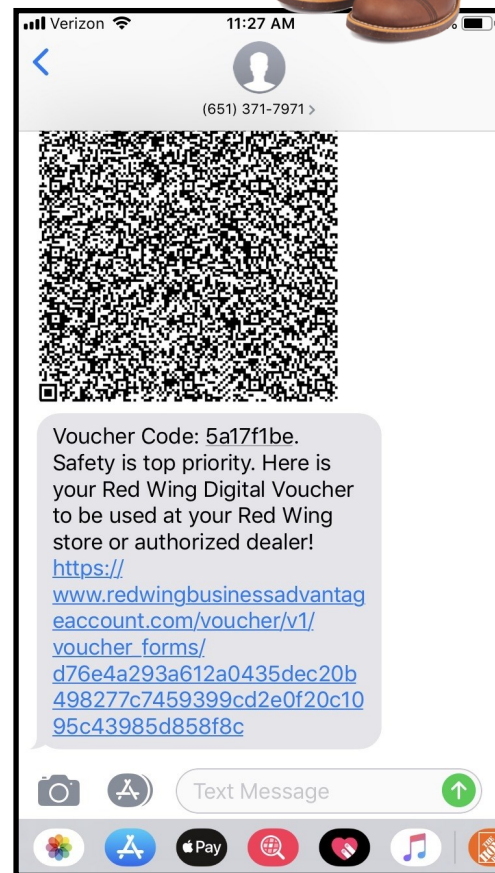 Verizon 11:27 AM %
(651) 371-7971 >
Voucher Code: 5a17f1be.
Safety is top priority. Here is
your Red Wing Digital Voucher
to be used at your Red Wing
store or authorized dealer!
https://
www.redwingbusinessadvantag
eaccount.com/voucher/v1/
voucher_forms/
d76e4a293a612a0435dec20b
498277c7459399cd2e0f20c10
95c43985d858f8c
Text Message
Pay